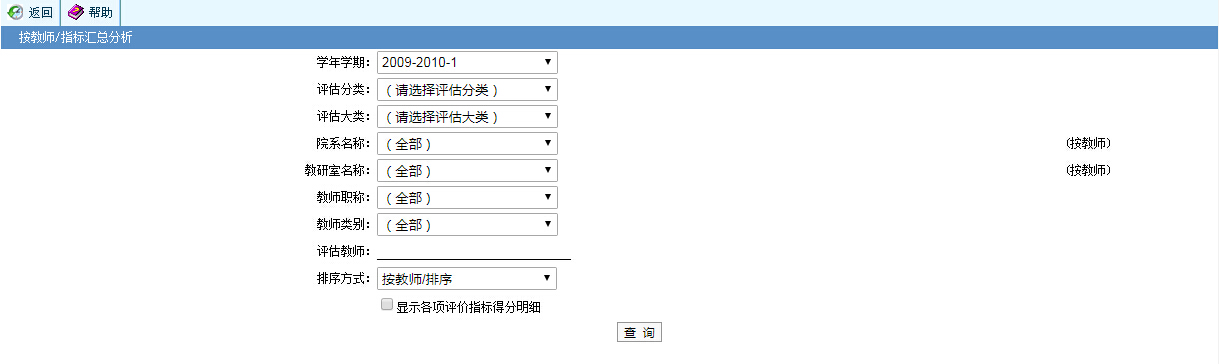 返回 帮助
按教师/指标汇总分析
学年学期： 2009-2010-1
评估分类： （请选择评估分类）
评估大类： （请选择评估大类）
院系名称： （全部） (按教师)
教研室名称： （全部） (按教师)
教师职称： （全部）
教师类别： （全部）
评估教师：
排序方式： 按教师/排序
显示各项评价指标得分明细
查 询